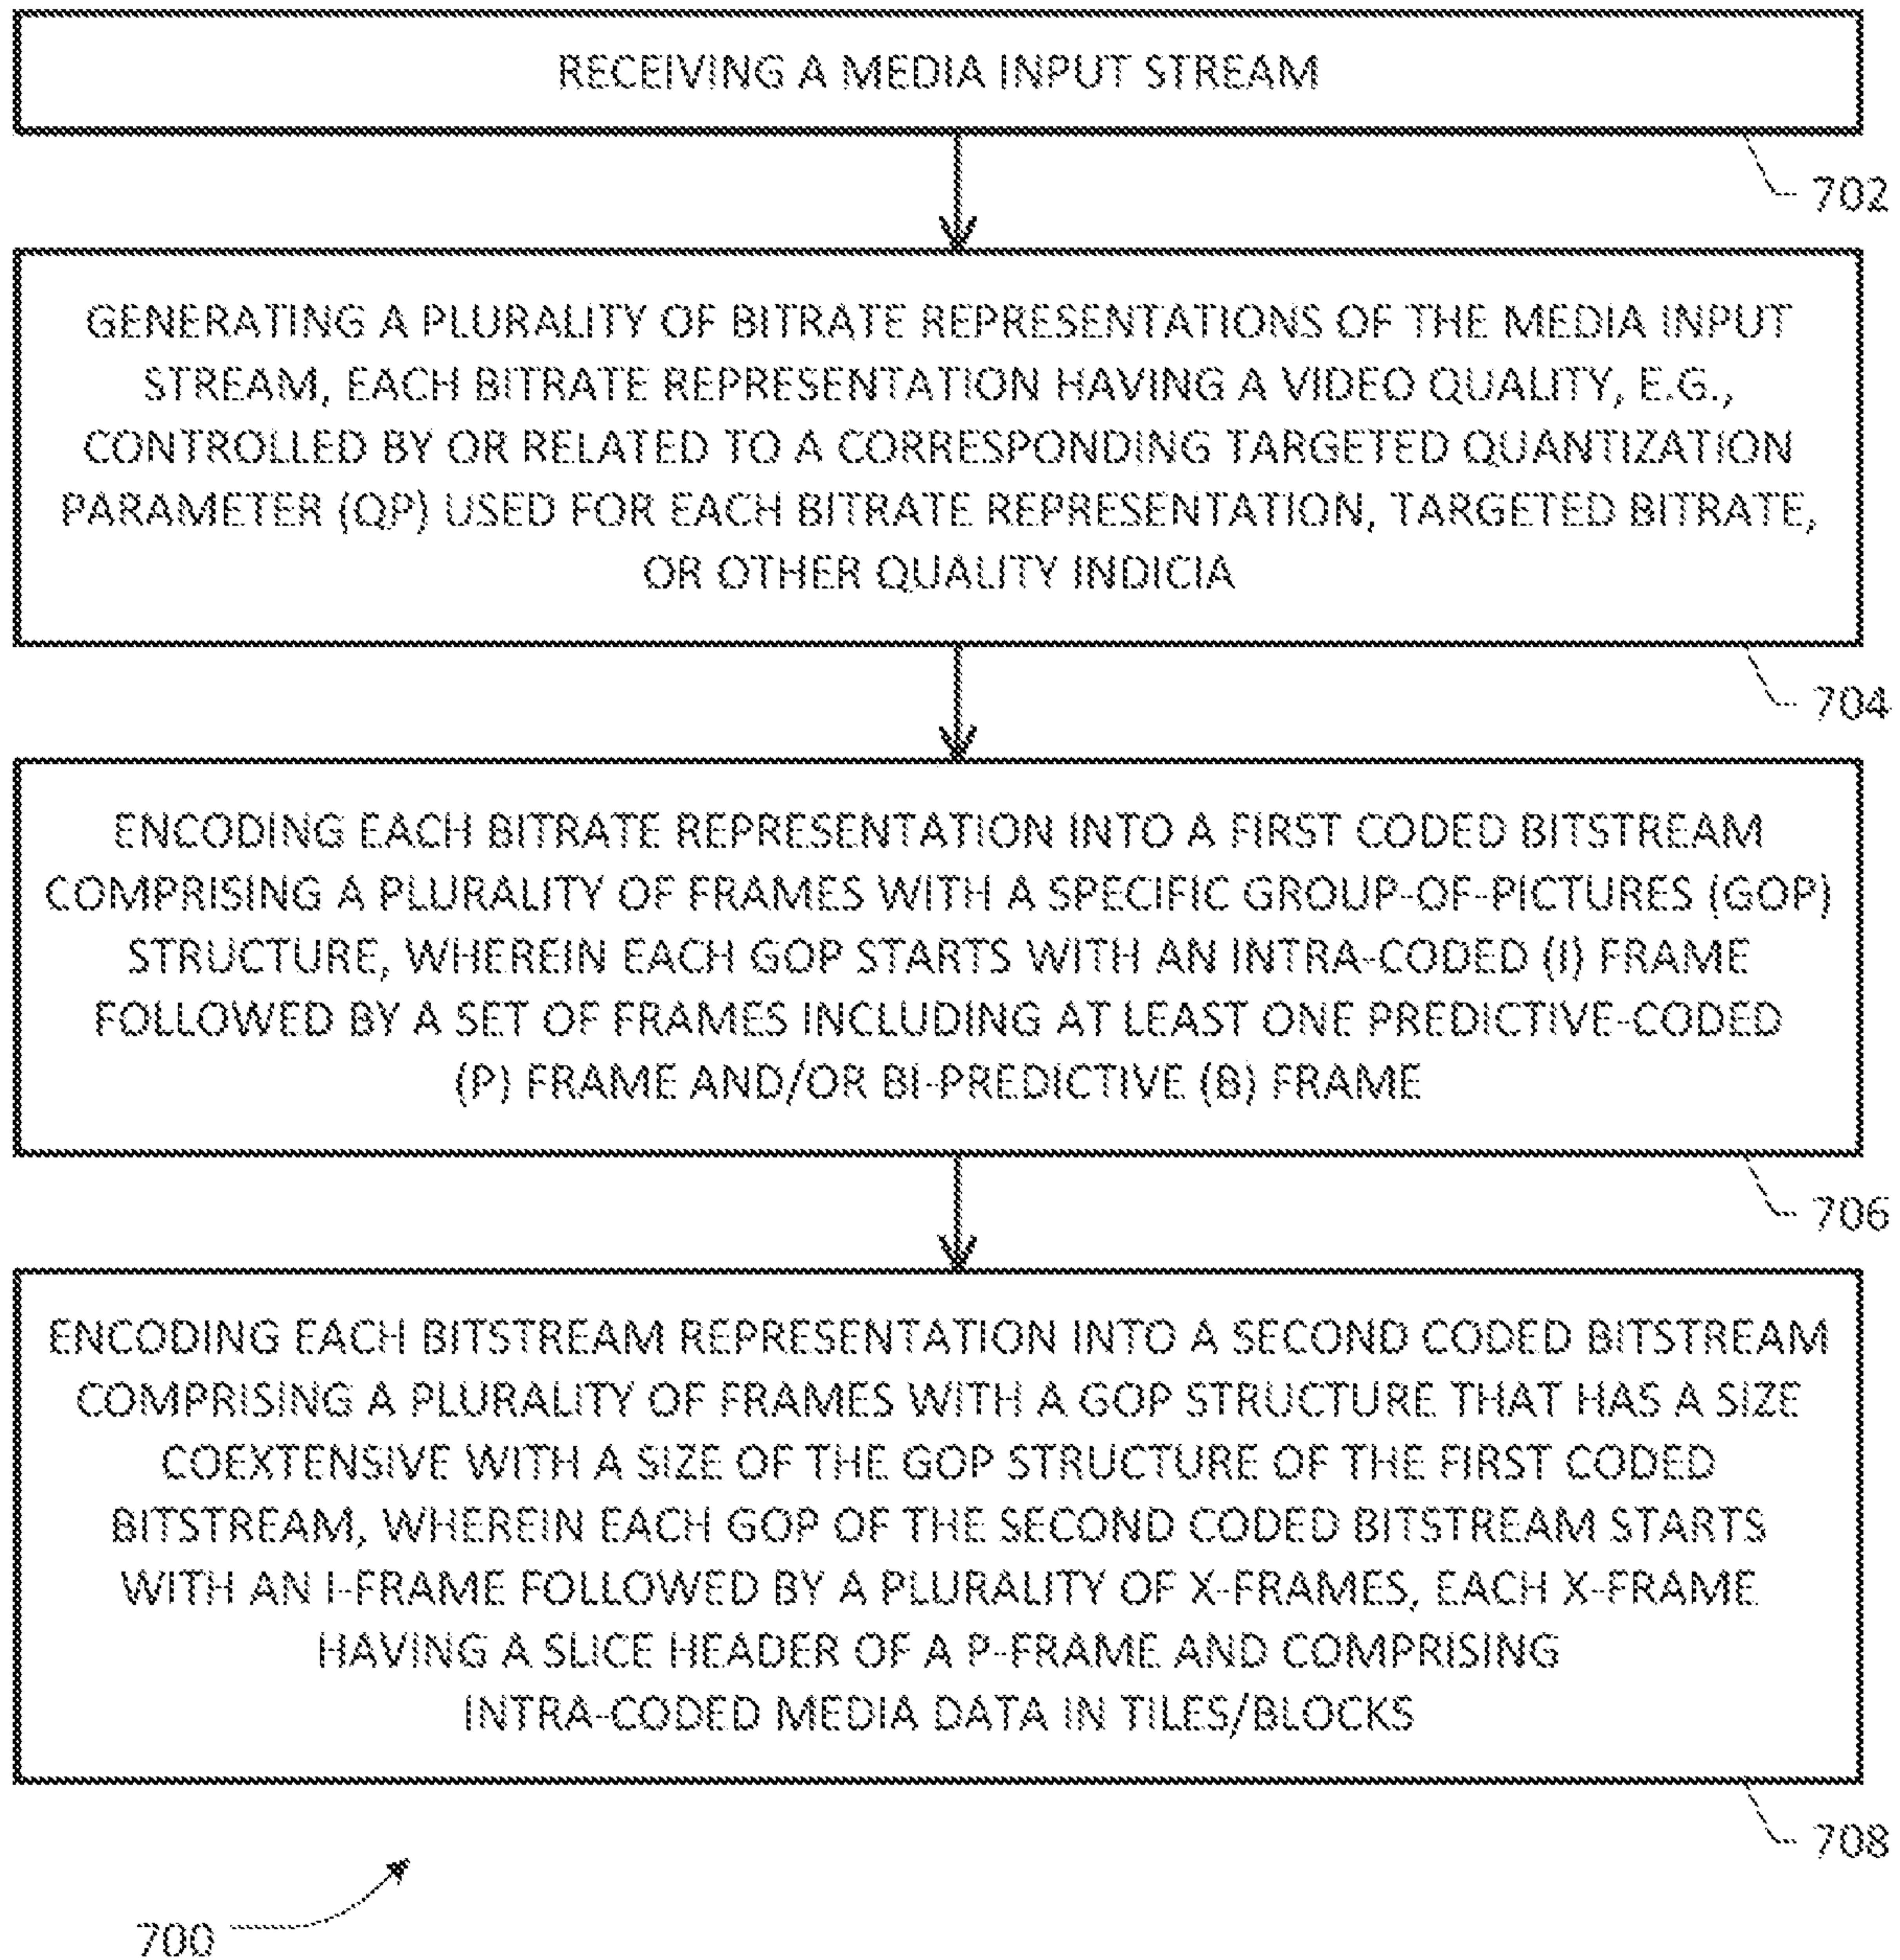 RECEIVING A MEDIA INPUT STREAM
702
GENERATING A PLURALITY OF BITRATE REPRESENTATIONS OF THE MEDIA INPUT
STREAM, EACH BITRATE REPRESENTATION HAVING A VIDEO QUALITY, E.G.,
CONTROLLED BY OR RELATED TO A CORRESPONDING TARGETED QUANTIZATION
PARAMETER (QP) USED FOR EACH BITRATE REPRESENTATION, TARGETED BITRATE,
OR OTHER QUALITY INDICIA
704
ENCODING EACH BITRATE REPRESENTATION INTO A FIRST CODED BITSTREAM
COMPRISING A PLURALITY OF FRAMES WITH A SPECIFIC GROUP-OF-PICTURES (GOP)
STRUCTURE, WHEREIN EACH GOP STARTS WITH AN INTRA-CODED (I) FRAME
FOLLOWED BY A SET OF FRAMES INCLUDING AT LEAST ONE PREDICTIVE-CODED
(P) FRAME AND/OR BI-PREDICTIVE (B) FRAME
706
ENCODING EACH BITSTREAM REPRESENTATION INTO A SECOND CODED BITSTREAM
COMPRISING A PLURALITY OF FRAMES WITH A GOP STRUCTURE THAT HAS A SIZE
COEXTENSIVE WITH A SIZE OF THE GOP STRUCTURE OF THE FIRST CODED
BITSTREAM, WHEREIN EACH GOP OF THE SECOND CODED BITSTREAM STARTS
WITH AN I-FRAME FOLLOWED BY A PLURALITY OF X-FRAMES, EACH X-FRAME
HAVING A SLICE HEADER OF A P-FRAME AND COMPRISING
INTRA-CODED MEDIA DATA IN TILES/BLOCKS
708
700